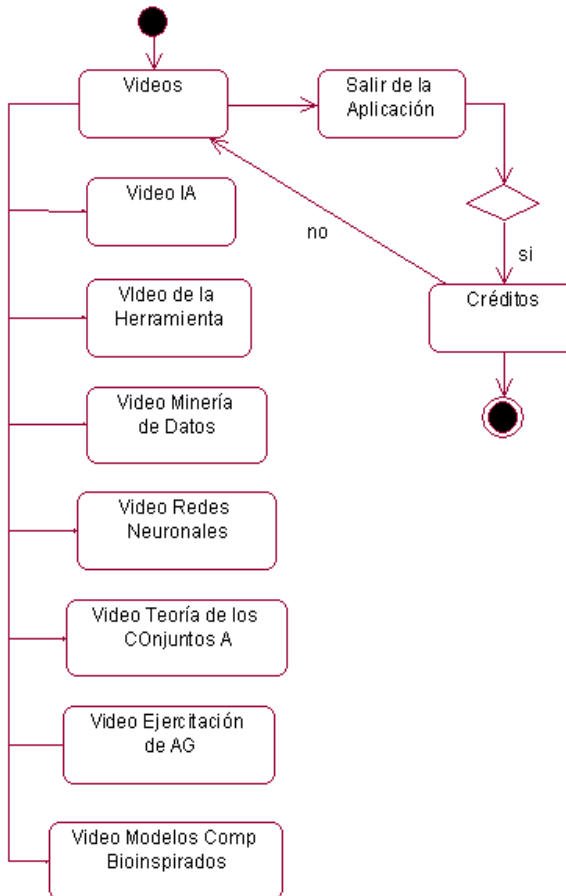 Videos
Salir de la
Aplicación
Video IA
no
si
VIdeo de la
Herramienta
Créditos
Video Minería
de Datos
Video Redes
Neuronales
Video Teoría de los
COnjuntos A
Video Ejercitación
de AG
Video Modelos Comp
Bioinspirados